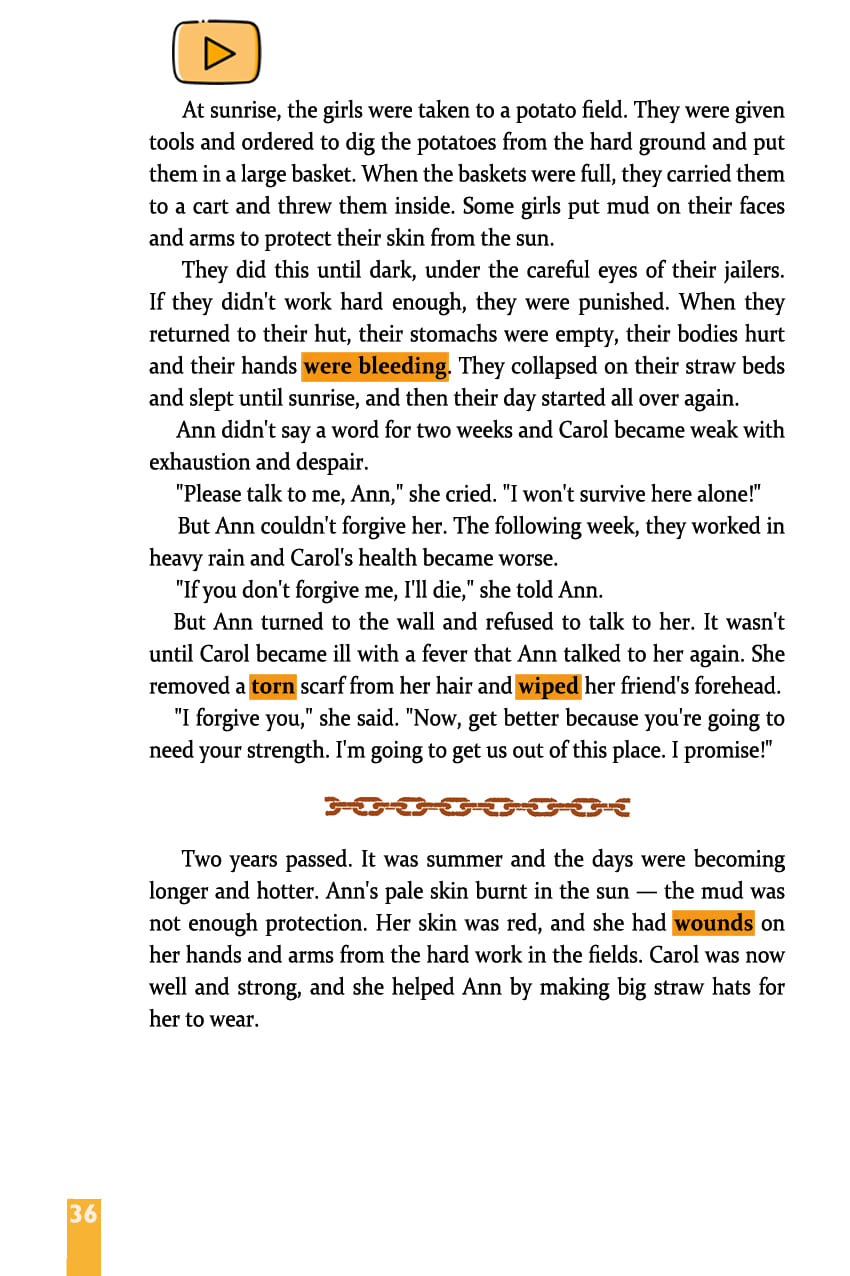 At sunrise, the girls were taken to a potato field. They were given
tools and ordered to dig the potatoes from the hard ground and put
them in a large basket. When the baskets were full, they carried them
to a cart and threw them inside. Some girls put mud on their faces
and arms to protect their skin from the sun.
They did this until dark, under the careful eyes of their jailers.
If they didn't work hard enough, they were punished. When they
returned to their hut, their stomachs were empty, their bodies hurt
and their hands were bleeding. They collapsed on their straw beds
and slept until sunrise, and then their day started all over again.
Ann didn't say a word for two weeks and Carol became weak with
exhaustion and despair.
"Please talk to me, Ann," she cried. "I won't survive here alone!"
But Ann couldn't forgive her. The following week, they worked in
heavy rain and Carol's health became worse.
"If you don't forgive me, I'll die," she told Ann.
But Ann turned to the wall and refused to talk to her. It wasn't
until Carol became ill with a fever that Ann talked to her again. She
removed a torn scarf from her hair and wiped her friend's forehead.
"I forgive you," she said. "Now, get better because you're going to
need your strength. I'm going to get us out of this place. I promise!"
Two years passed. It was summer and the days were becoming
longer and hotter. Ann's pale skin burnt in the sun — the mud was
not enough protection. Her skin was red, and she had wounds on
her hands and arms from the hard work in the fields. Carol was now
well and strong, and she helped Ann by making big straw hats for
her to wear.
36